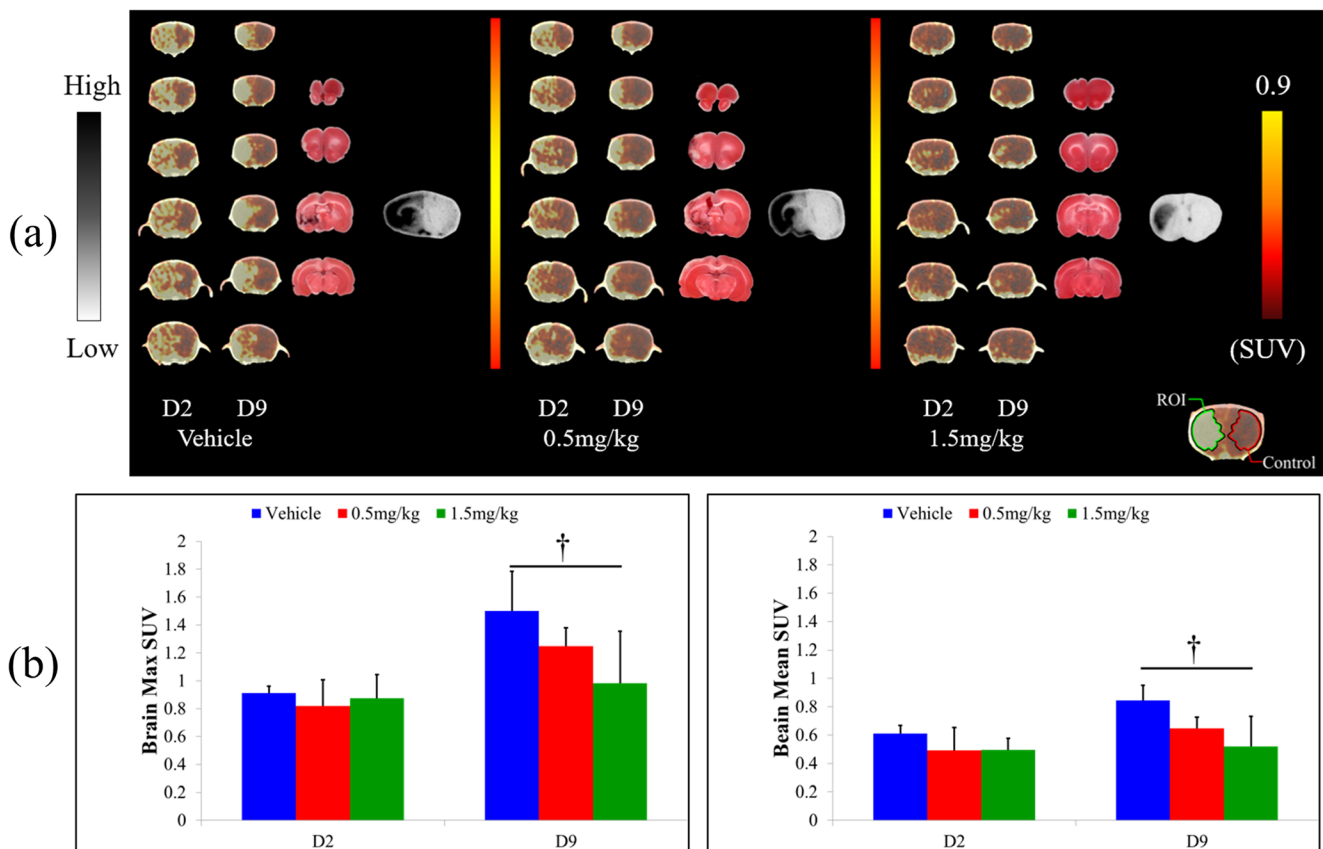 (a)
High
Low
D2 D9
Vehicle
D2 D9
0.5mg/kg
D2 D9
1.5mg/kg
0.9
(SUV)
ROI
Control
(b)
Vehicle 0.5mg/kg 1.5mg/kg
Brain Max SUV
2
1.8
1.6
1.4
1.2
1
0.8
0.6
0.4
0.2
0
†
D2 D9
Vehicle 0.5mg/kg 1.5mg/kg
Beain Mean SUV
2
1.8
1.6
1.4
1.2
1
0.8
0.6
0.4
0.2
0
†
D2 D9